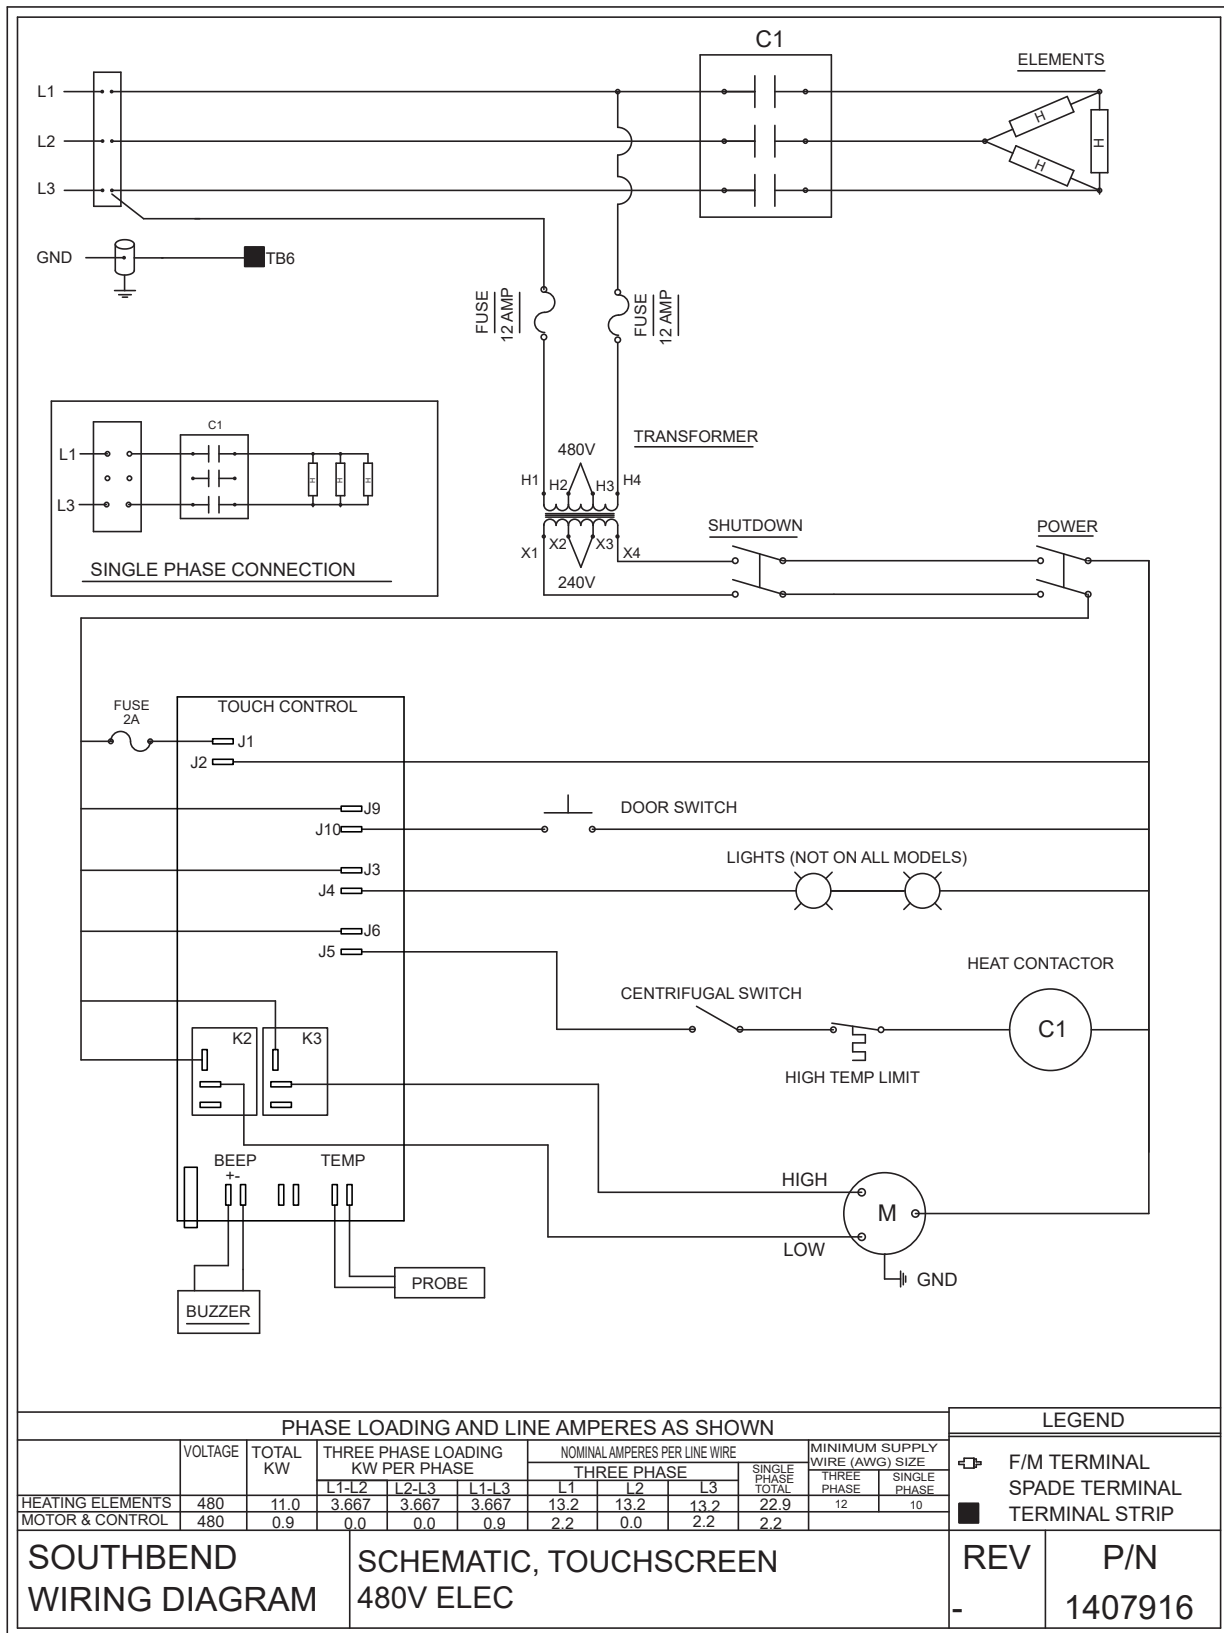 C1
ELEMENTS
L1
L2
L3
H
H
H
GND
TB6
FUSE
12 AMP
FUSE
12 AMP
C1
L1
L3
H
H
H
SINGLE PHASE CONNECTION
TRANSFORMER
480V
H1
H2
H3
H4
X1
X2
X3
X4
240V
SHUTDOWN
POWER
FUSE
2A
TOUCH CONTROL
J1
J2
J9
J10
DOOR SWITCH
LIGHTS (NOT ON ALL MODELS)
J3
J4
J6
J5
HEAT CONTACTOR
CENTRIFUGAL SWITCH
C1
HIGH TEMP LIMIT
K2
K3
BEEP
+-
TEMP
HIGH
M
LOW
GND
PROBE
BUZZER
PHASE LOADING AND LINE AMPERES AS SHOWN
VOLTAGE
TOTAL
KW
THREE PHASE LOADING
KW PER PHASE
NOMINAL AMPERES PER LINE WIRE
MINIMUM SUPPLY
WIRE (AWG) SIZE
THREE PHASE
SINGLE
PHASE
TOTAL
THREE
PHASE
SINGLE
PHASE
L1-L2 L2-L3 L1-L3 L1 L2 L3
HEATING ELEMENTS 480 11.0 3.667 3.667 3.667 13.2 13.2 13.2 22.9 12 10
MOTOR & CONTROL 480 0.9 0.0 0.0 0.9 2.2 0.0 2.2 2.2
LEGEND
F/M TERMINAL
SPADE TERMINAL
TERMINAL STRIP
SOUTHBEND
WIRING DIAGRAM
SCHEMATIC, TOUCHSCREEN
480V ELEC
REV
-
P/N
1407916